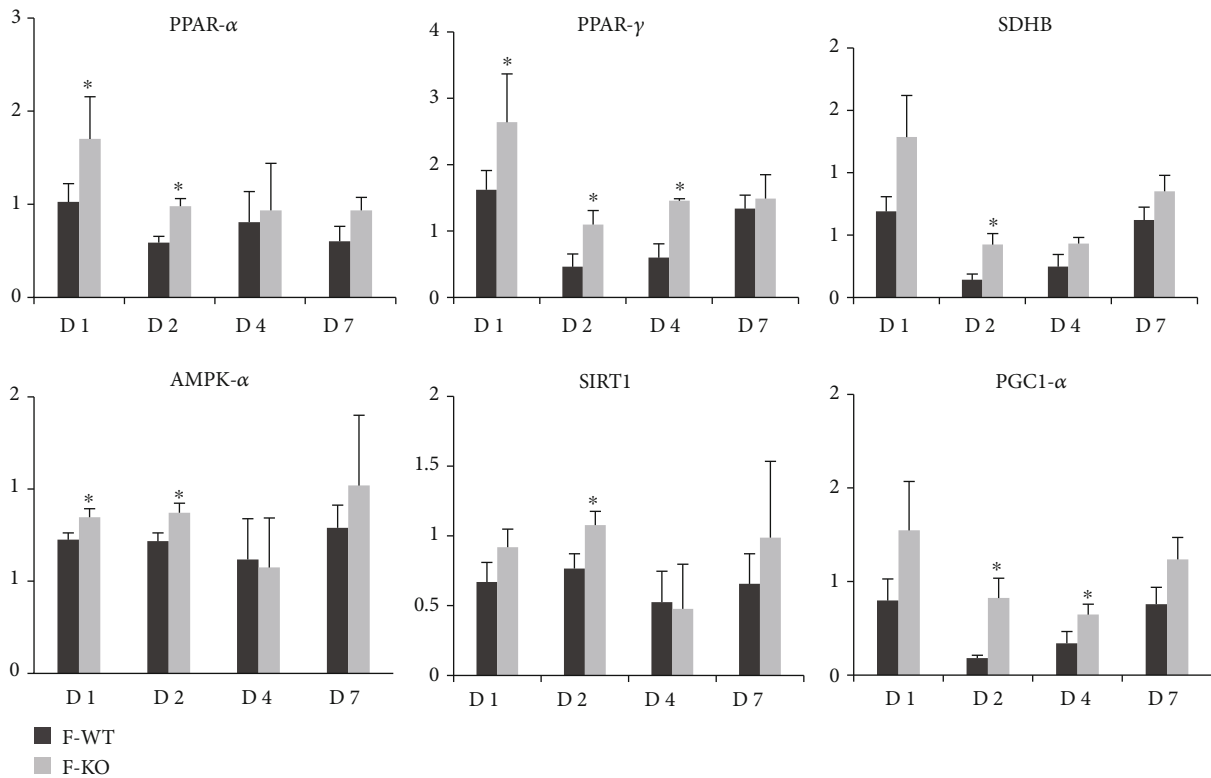 PPAR-α
3
2
1
0
*
*
D 1
D 2
D 4
D 7
PPAR-γ
4
3
2
1
0
*
*
*
D 1
D 2
D 4
D 7
SDHB
2
2
1
1
0
*
D 1
D 2
D 4
D 7
AMPK-α
2
1
1
0
*
*
D 1
D 2
D 4
D 7
SIRT1
2
1.5
1
0.5
0
*
D 1
D 2
D 4
D 7
PGC1-α
2
2
1
0
*
*
D 1
D 2
D 4
D 7
F-WT
F-KO